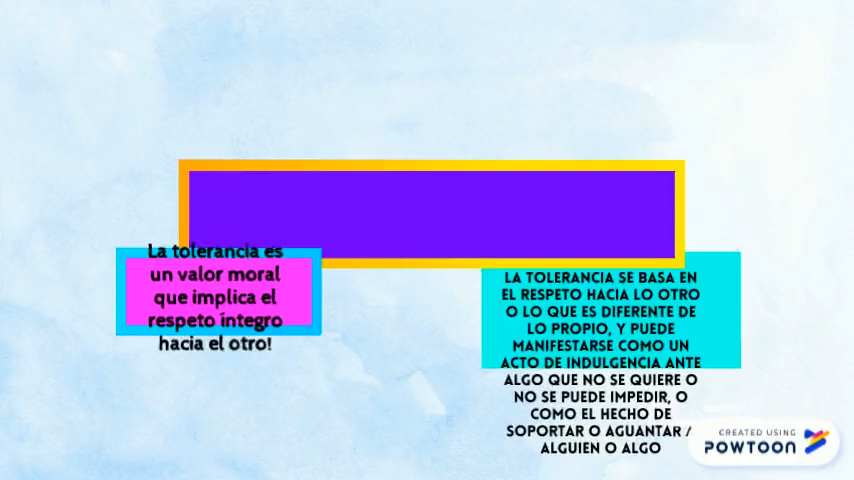 La tolerancia es
un valor moral
que implica el
respeto íntegro
hacia el otro!
LA TOLERANCIA SE BASA EN
EL RESPETO HACIA LO OTRO
O LO QUE ES DIFERENTE DE
LO PROPIO, Y PUEDE
MANIFESTARSE COMO UN
ACTO DE INDULGENCIA ANTE
ALGO QUE NO SE QUIERE O
NO SE PUEDE IMPEDIR, O
COMO EL HECHO DE
SOPORTAR O AGUANTAR /
ALGUIEN O ALGO
CREATED USING
POWTOON